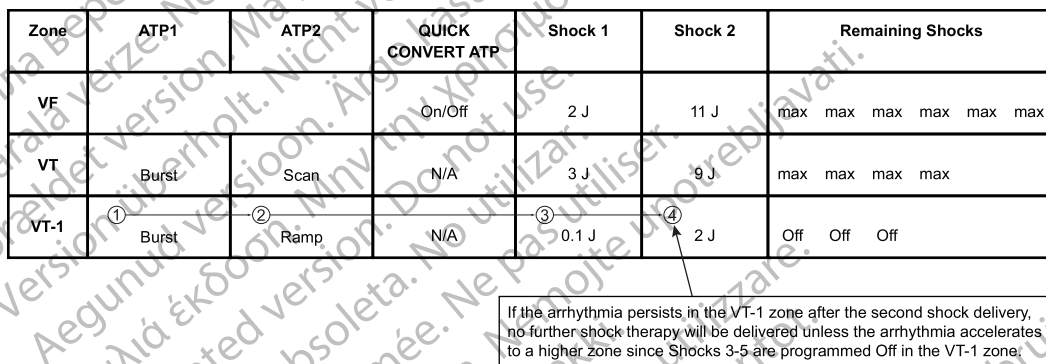 Zone ATP1 ATP2 QUICK CONVERT ATP Shock 1 Shock 2 Remaining Shocks
VF On/Off 2 J 11 J max max max max max max
VT Burst Scan N/A 3 J 9 J max max max max
VT-1 1 Burst 2 Ramp N/A 3 0.1 J 4 2 J Off Off Off
If the arrhythmia persists in the VT-1 zone after the second shock delivery,
no further shock therapy will be delivered unless the arrhythmia accelerates
to a higher zone since Shocks 3-5 are programmed Off in the VT-1 zone.